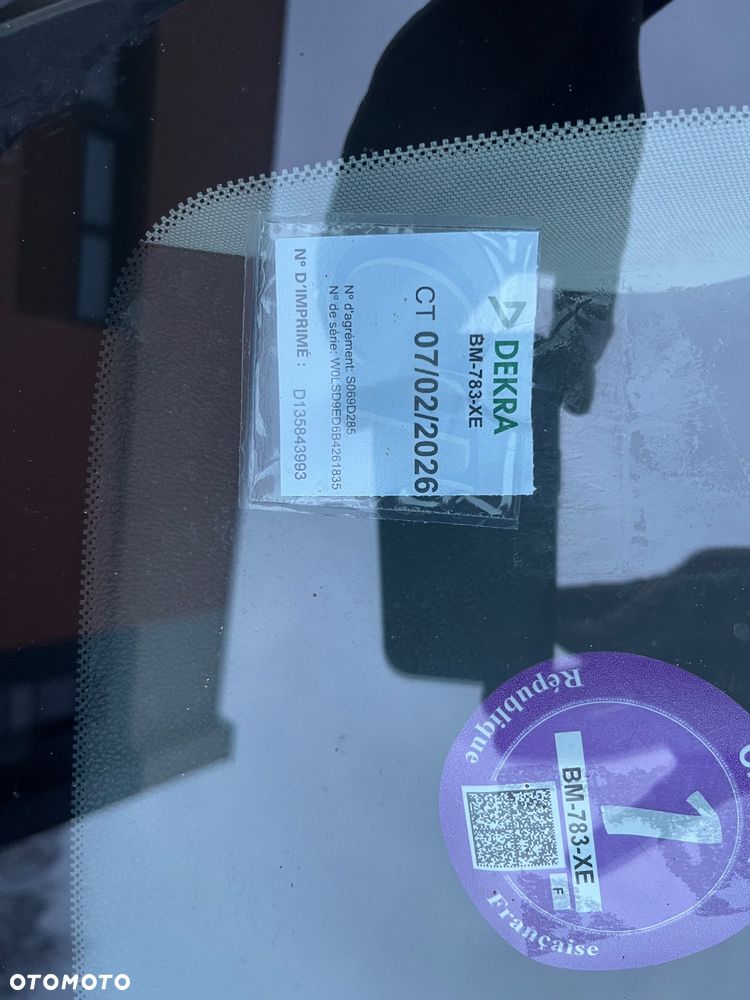 DEKRA
BM-783-XE
CT 07/02/2026
N° d'agrément: S069D285
N° de série: W0LSD9ED6B4261835
N° D'IMPRIMÉ : D135843993
République
1
BM-783-XE
F
Française
OTOMOTO